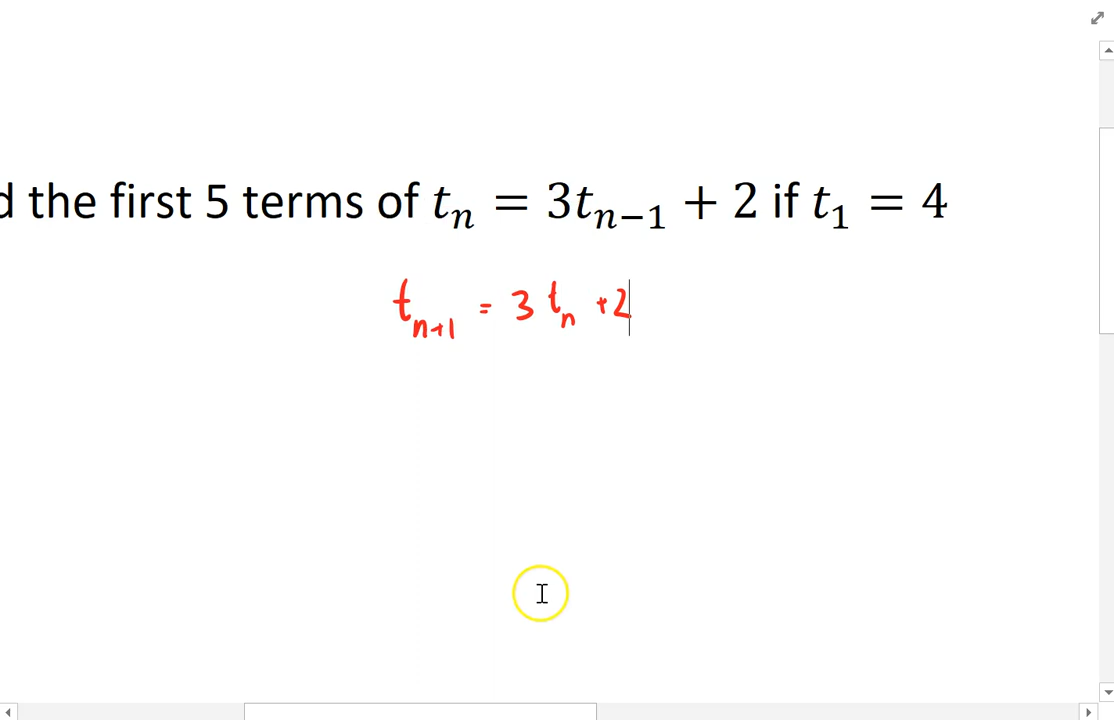 d the first 5 terms of tₙ = 3tₙ₋₁ + 2 if t₁ = 4
tₙ₊₁ = 3 tₙ +2